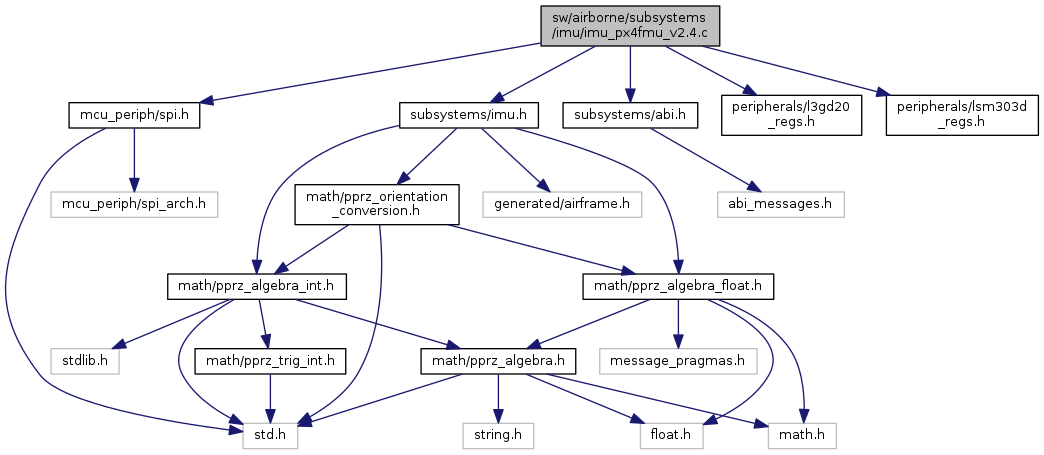 sw/airborne/subsystems
/imu/imu_px4fmu_v2.4.c
mcu_periph/spi.h
subsystems/imu.h
subsystems/abi.h
peripherals/l3gd20
_regs.h
peripherals/lsm303d
_regs.h
mcu_periph/spi_arch.h
math/pprz_orientation
_conversion.h
generated/airframe.h
abi_messages.h
math/pprz_algebra_int.h
math/pprz_algebra_float.h
stdlib.h
math/pprz_trig_int.h
math/pprz_algebra.h
message_pragmas.h
std.h
string.h
float.h
math.h